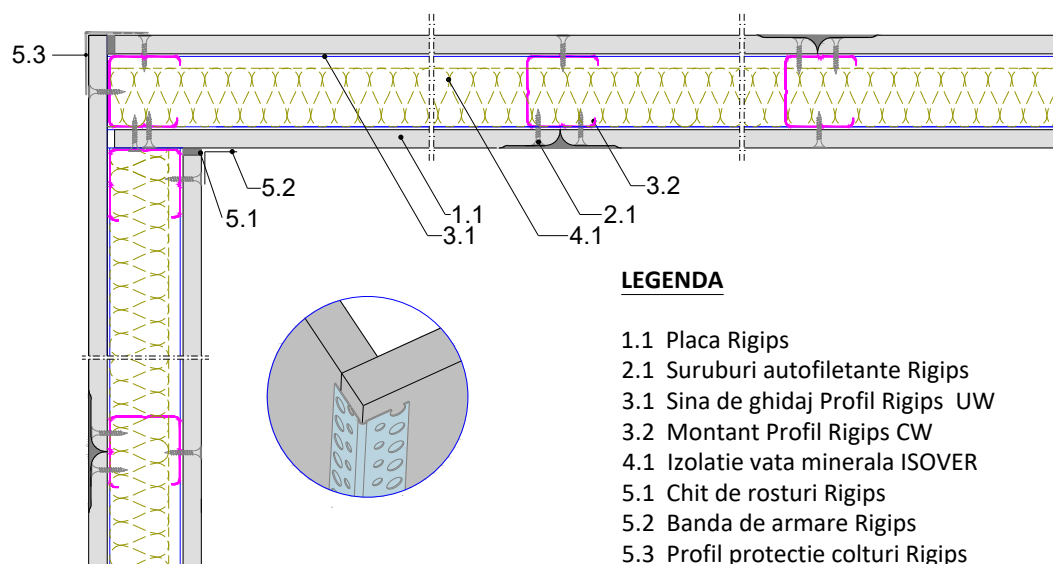 5.3
5.2
5.1
1.1
3.1
4.1
2.1
3.2
LEGENDA
1.1 Placa Rigips
2.1 Suruburi autofiletante Rigips
3.1 Sina de ghidaj Profil Rigips UW
3.2 Montant Profil Rigips CW
4.1 Izolatie vata minerala ISOVER
5.1 Chit de rosturi Rigips
5.2 Banda de armare Rigips
5.3 Profil protectie colturi Rigips